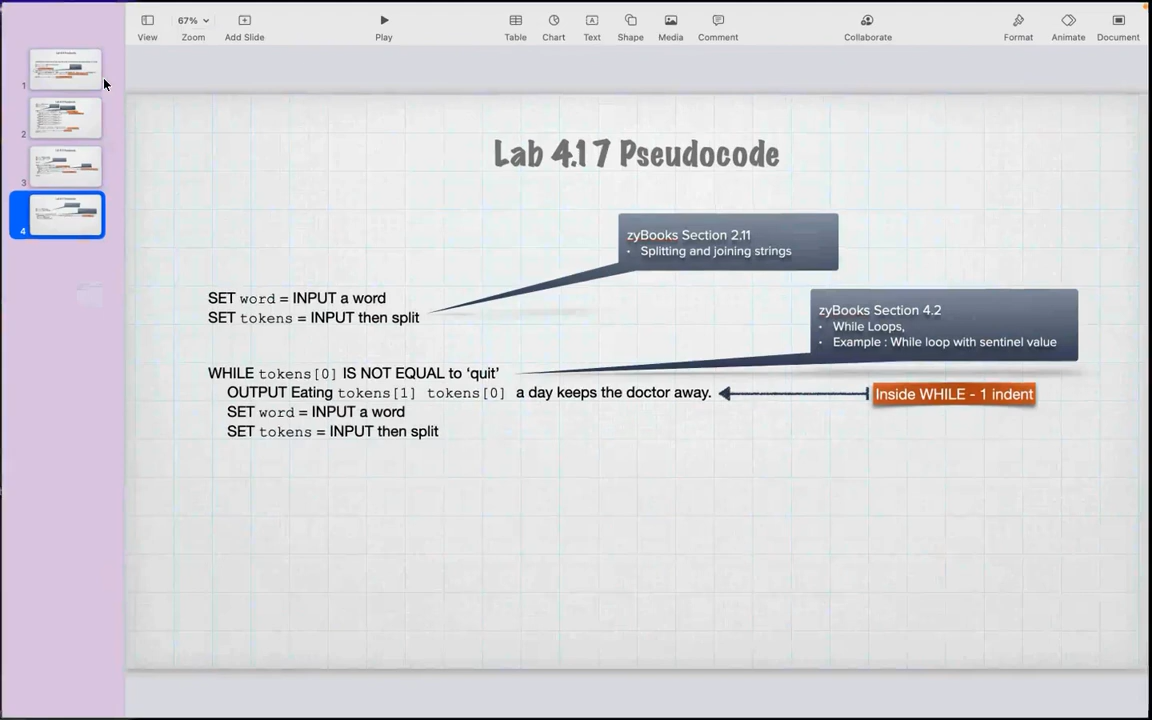 67%
View
Zoom
Add Slide
Play
Table
Chart
Text
Shape
Media
Comment
Collaborate
Format
Animate
Document
1
2
3
4
Lab 4.17 Pseudocode
zyBooks Section 2.11
• Splitting and joining strings
SET word = INPUT a word
SET tokens = INPUT then split
zyBooks Section 4.2
• While Loops,
• Example : While loop with sentinel value
WHILE tokens[0] IS NOT EQUAL to ‘quit’
OUTPUT Eating tokens[1] tokens[0] a day keeps the doctor away.
Inside WHILE - 1 indent
SET word = INPUT a word
SET tokens = INPUT then split